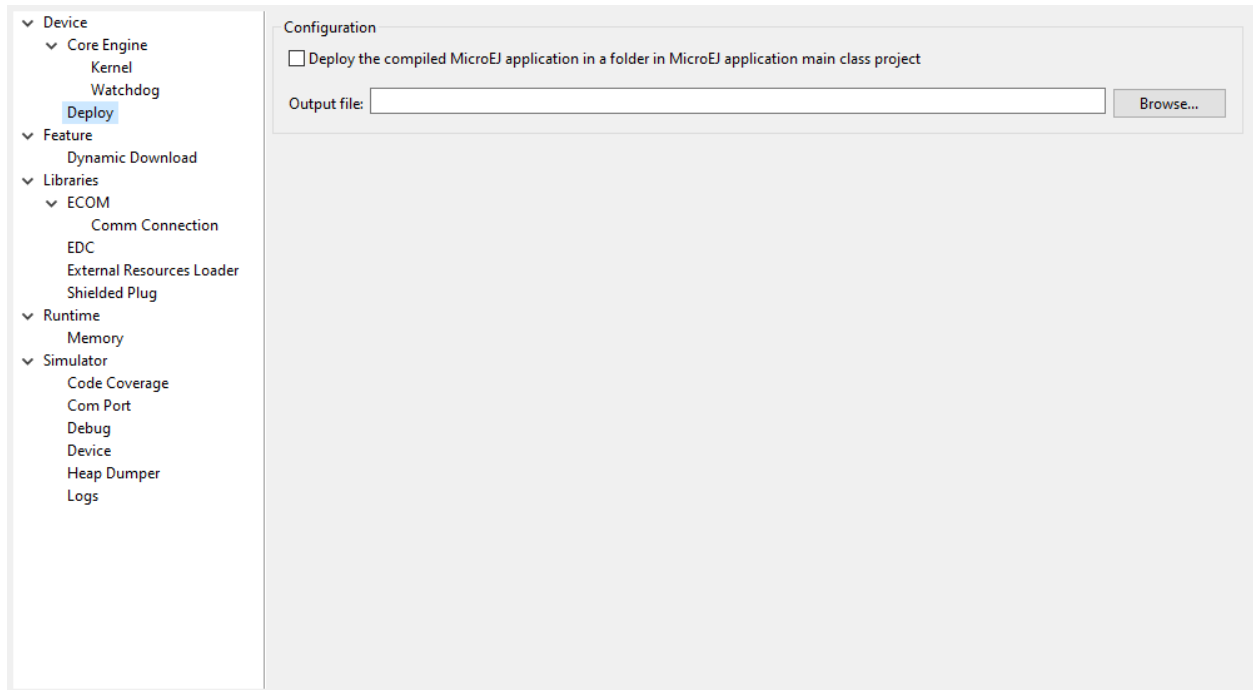 Device
Core Engine
Kernel
Watchdog
Deploy
Feature
Dynamic Download
Libraries
ECOM
Comm Connection
EDC
External Resources Loader
Shielded Plug
Runtime
Memory
Simulator
Code Coverage
Com Port
Debug
Device
Heap Dumper
Logs
Configuration
Deploy the compiled MicroEJ application in a folder in MicroEJ application main class project
Output file: Browse...